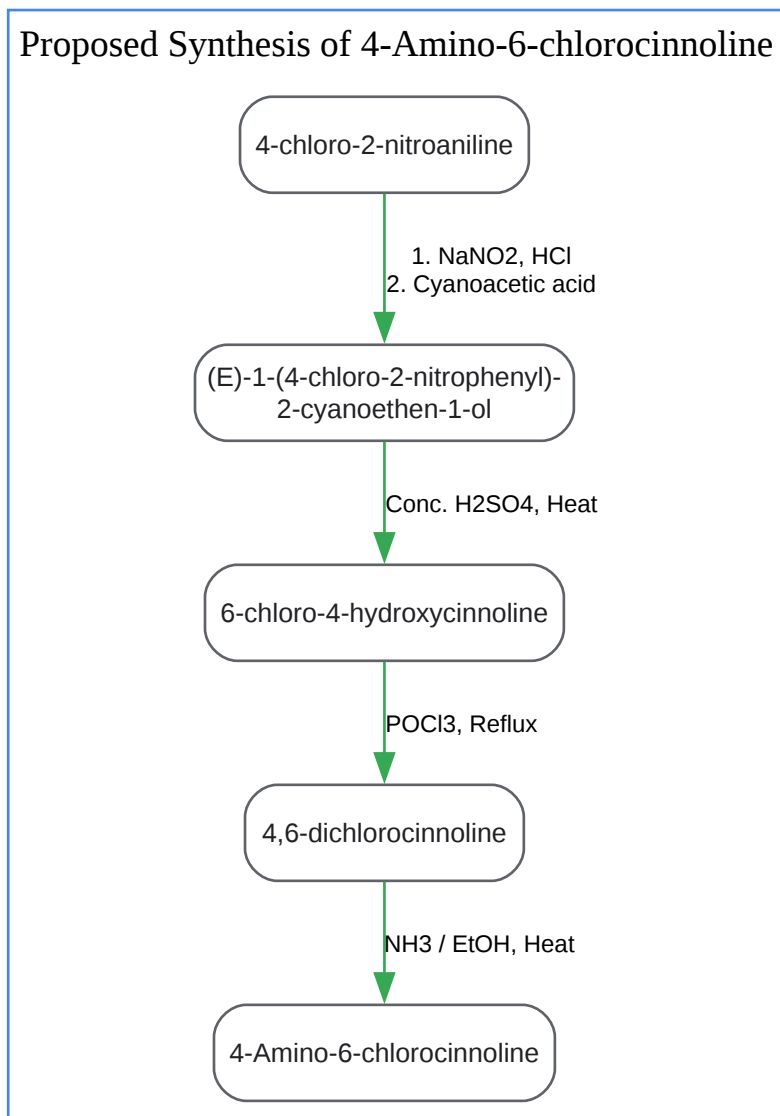 Proposed Synthesis of 4-Amino-6-chlorocinnoline
4-chloro-2-nitroaniline
1. NaNO2, HCl
2. Cyanoacetic acid
(E)-1-(4-chloro-2-nitrophenyl)-
2-cyanoethen-1-ol
Conc. H2SO4, Heat
6-chloro-4-hydroxycinnoline
POCl3, Reflux
4,6-dichlorocinnoline
NH3 / EtOH, Heat
4-Amino-6-chlorocinnoline